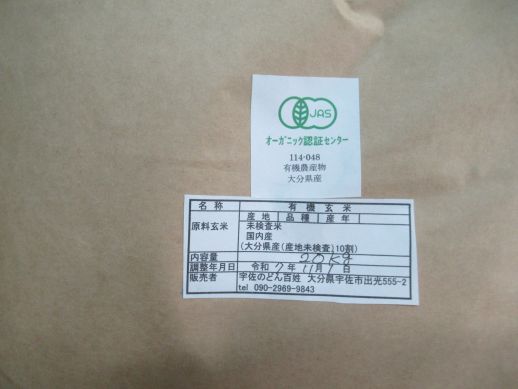 JAS
オーガニック認証センター
114-048
有機農産物
大分県産
名 称 有 機 玄 米
原料玄米 産 地 品 種 産 年
未検査米
国内産
(大分県産(産地未検査)10割)
内容量 20kg
調整年月日 令和 7 年 11 月 1 日
販売者 宇佐のどん百姓 大分県宇佐市出光555-2
tel 090-2969-9843